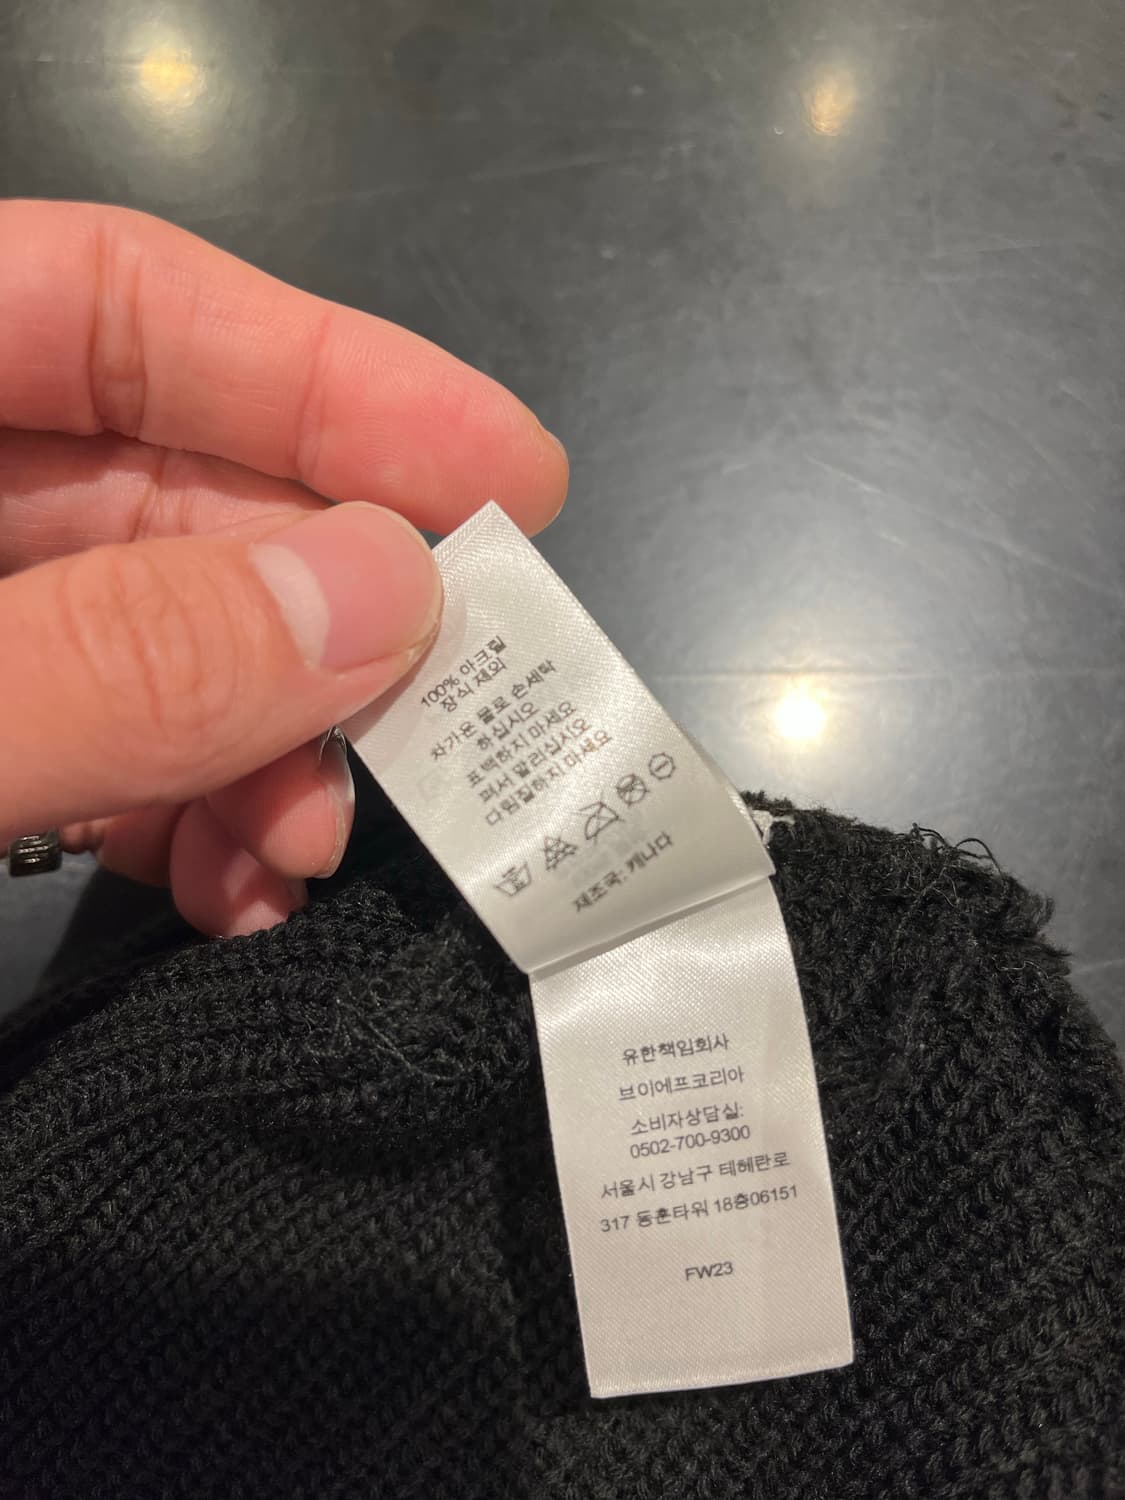 100% 아크릴
장식 제외
차가운 물로 손세탁
하십시오
표백하지 마세요
펴서 말리십시오
다림질하지 마세요
제조국: 캐나다
유한책임회사
브이에프코리아
소비자상담실:
0502-700-9300
서울시 강남구 테헤란로
317 동훈타워 18층06151
FW23